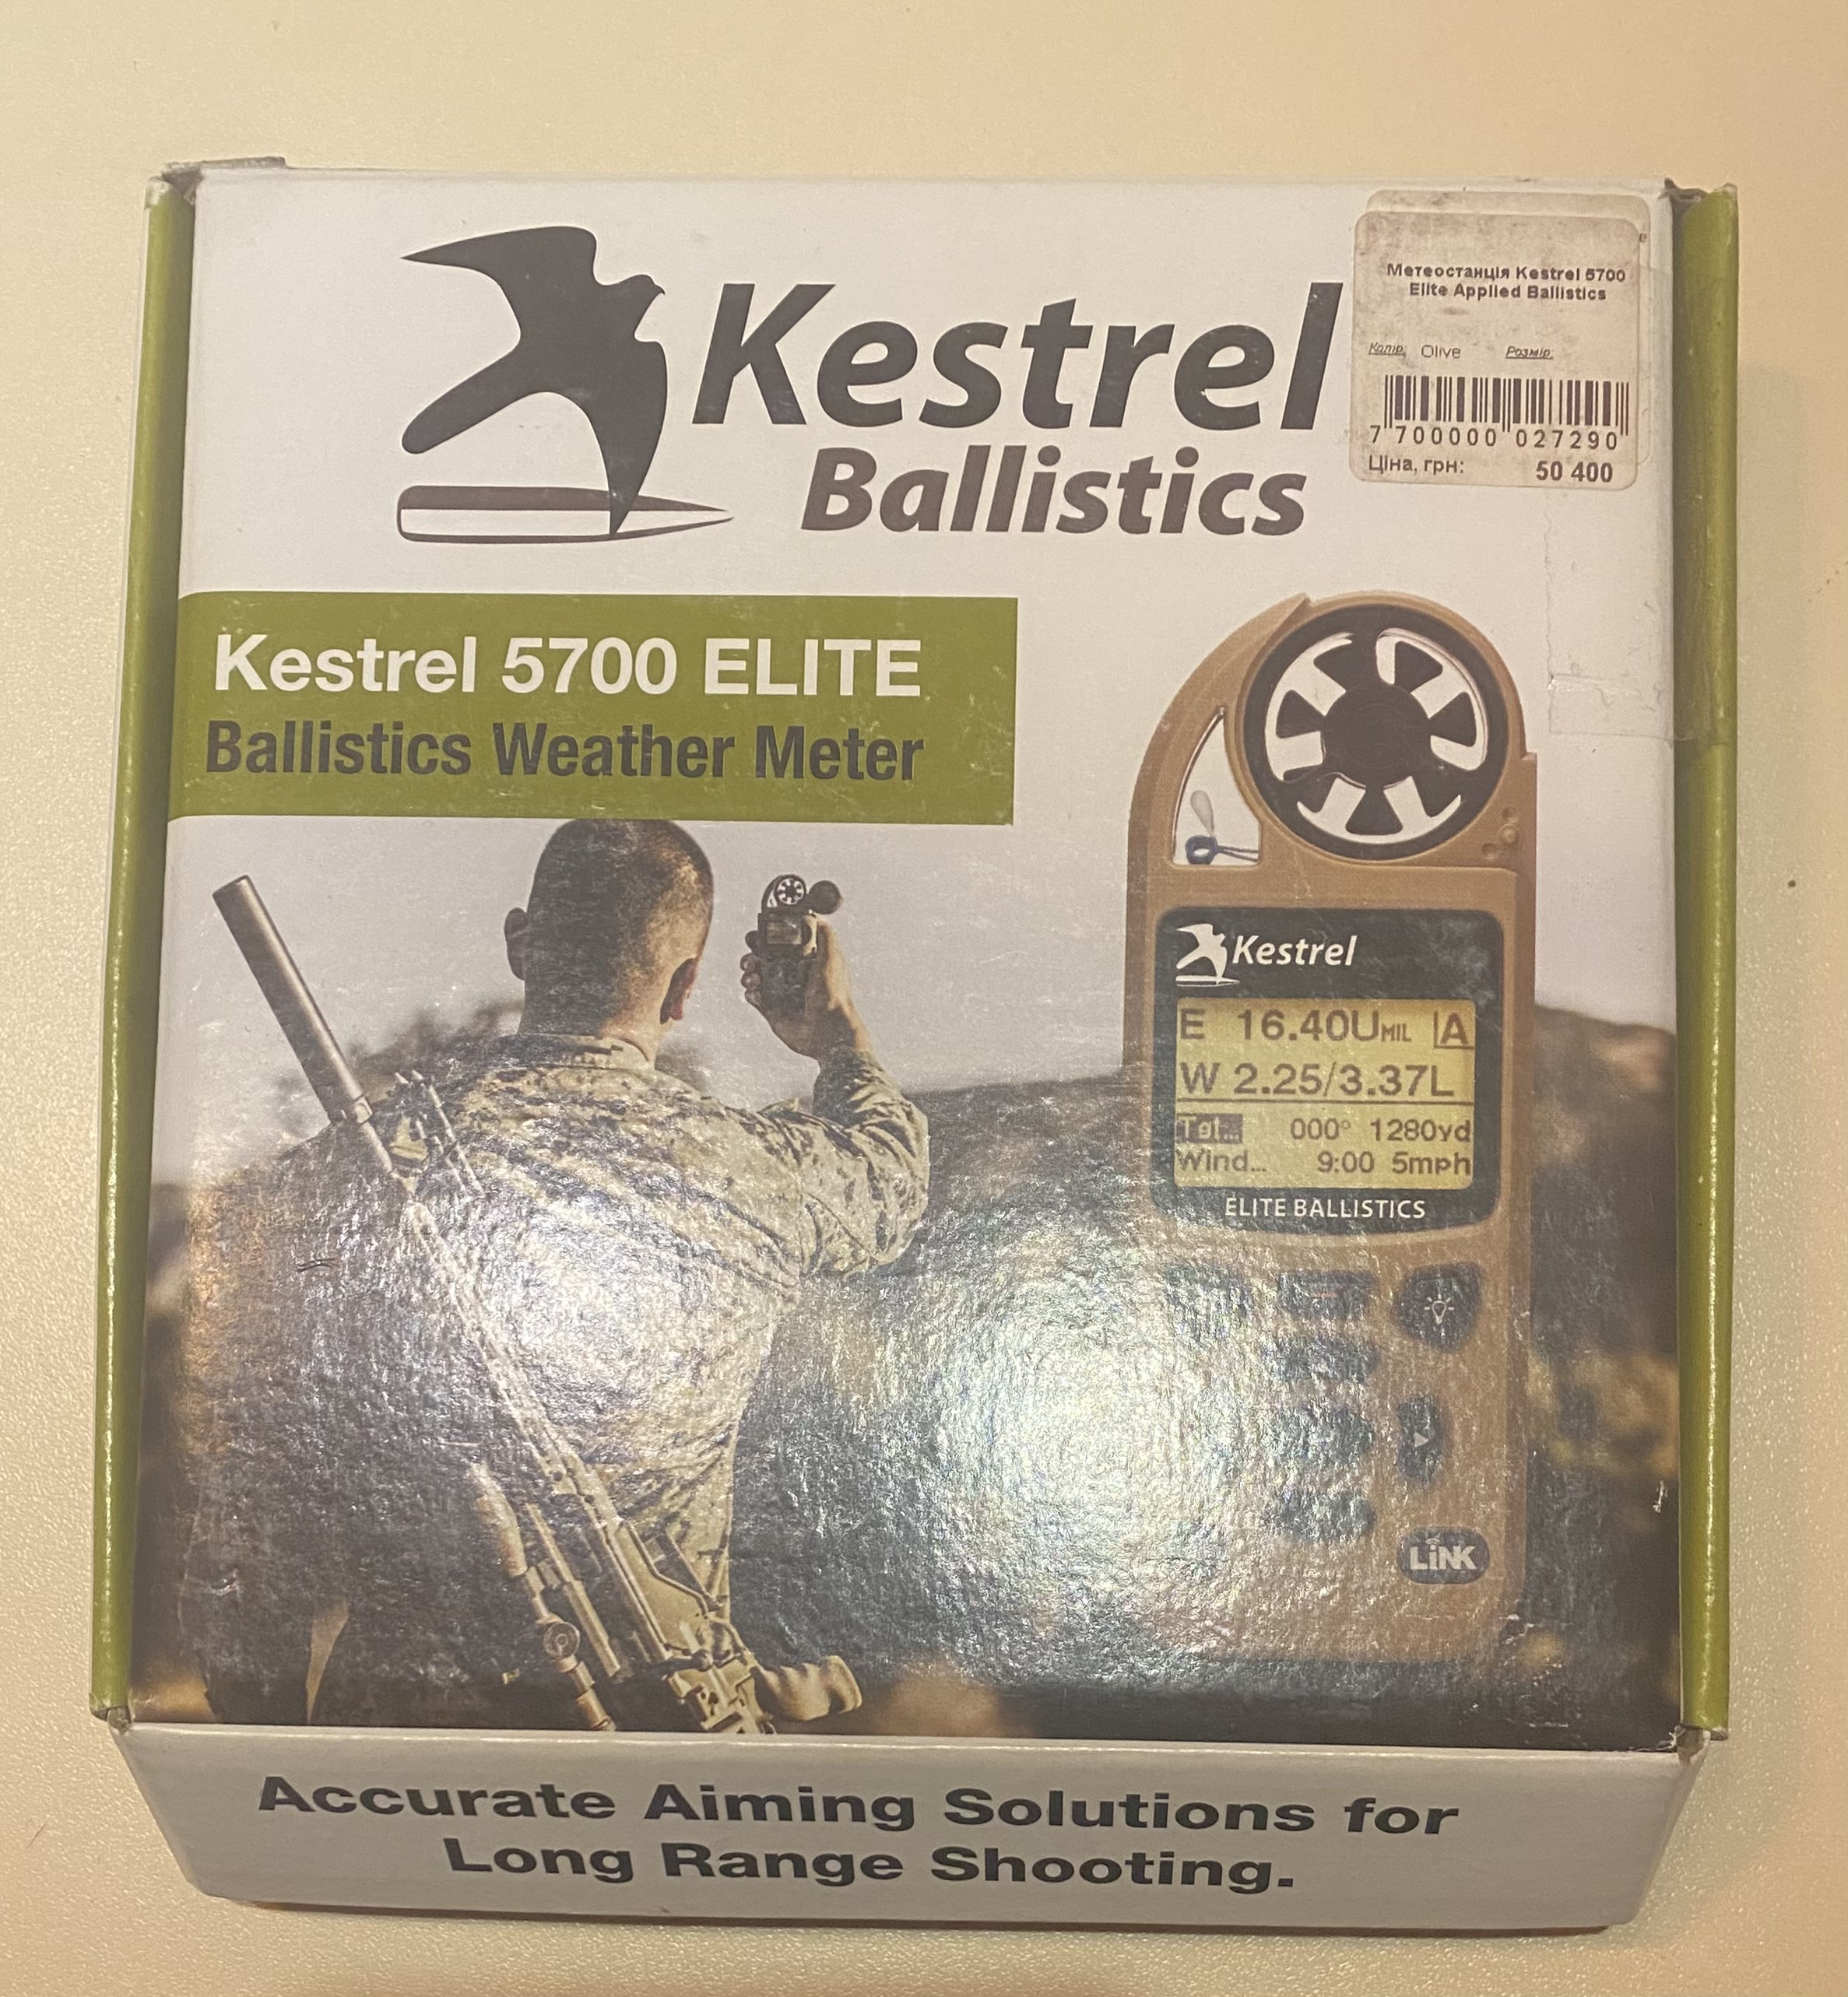 Kestrel
Ballistics
e
Метеостанція Kestrel 5700
Elite Applied Ballistics
Колір: Olive Розмір:
7 700000 027290
Ціна, грн: 50 400
Kestrel 5700 ELITE
Ballistics Weather Meter
Kestrel
E 16.40UMIL A
W 2.25/3.37L
Tgt... 000° 1280yd
Wind... 9:00 5mph
ELITE BALLISTICS
LiNK
Accurate Aiming Solutions for
Long Range Shooting.